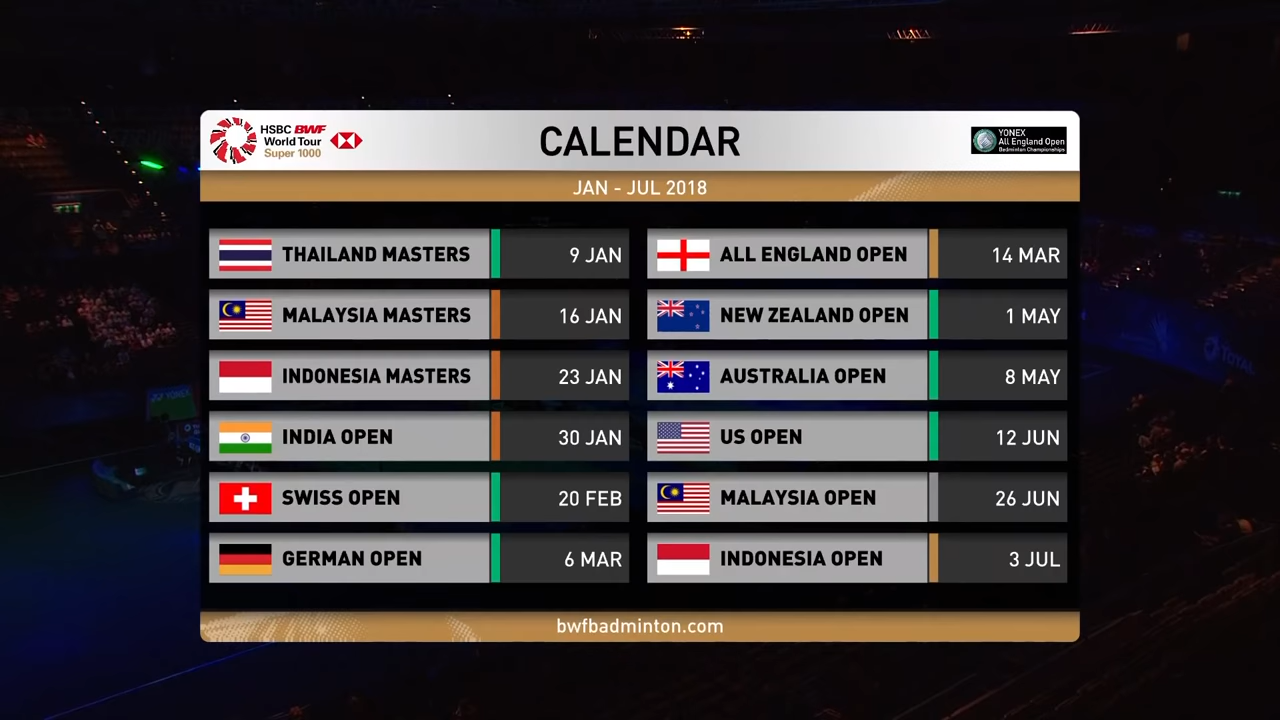 HSBC BWF
World Tour
Super 1000
CALENDAR
YONEX
All England Open
Badminton Championships
JAN - JUL 2018
THAILAND MASTERS 9 JAN
MALAYSIA MASTERS 16 JAN
INDONESIA MASTERS 23 JAN
INDIA OPEN 30 JAN
SWISS OPEN 20 FEB
GERMAN OPEN 6 MAR
ALL ENGLAND OPEN 14 MAR
NEW ZEALAND OPEN 1 MAY
AUSTRALIA OPEN 8 MAY
US OPEN 12 JUN
MALAYSIA OPEN 26 JUN
INDONESIA OPEN 3 JUL
bwfbadminton.com
TOTAL